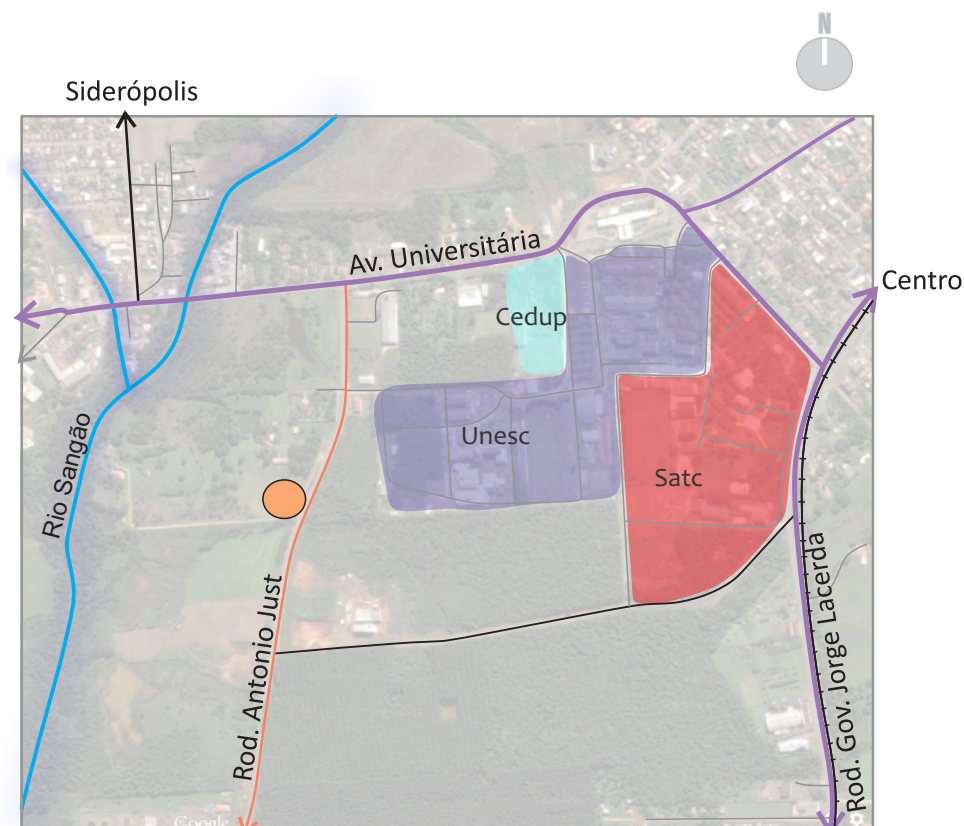 N
Siderópolis
Av. Universitária
Centro
Cedup
Unesc
Satc
Rio Sangão
Rod. Antonio Just
Rod. Gov. Jorge Lacerda
Google